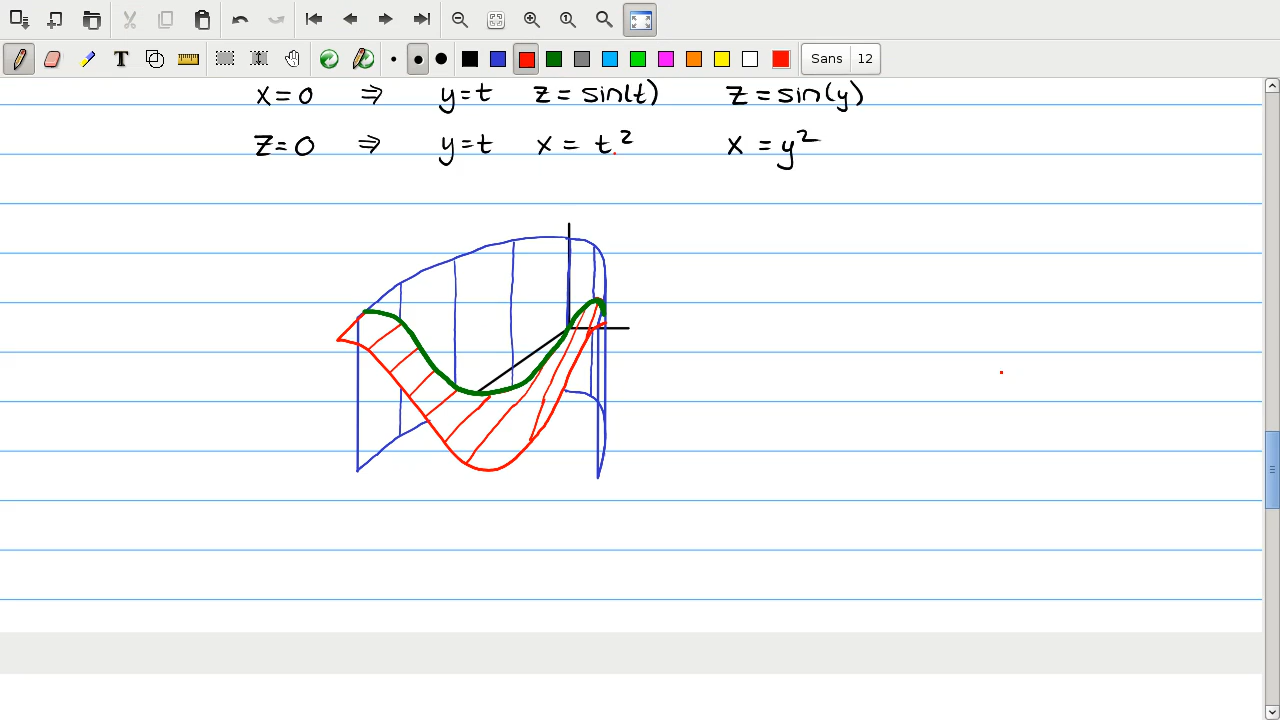 Sans 12
x = 0 ⇒ y = t z = sin(t) z = sin(y)
z = 0 ⇒ y = t x = t² x = y²